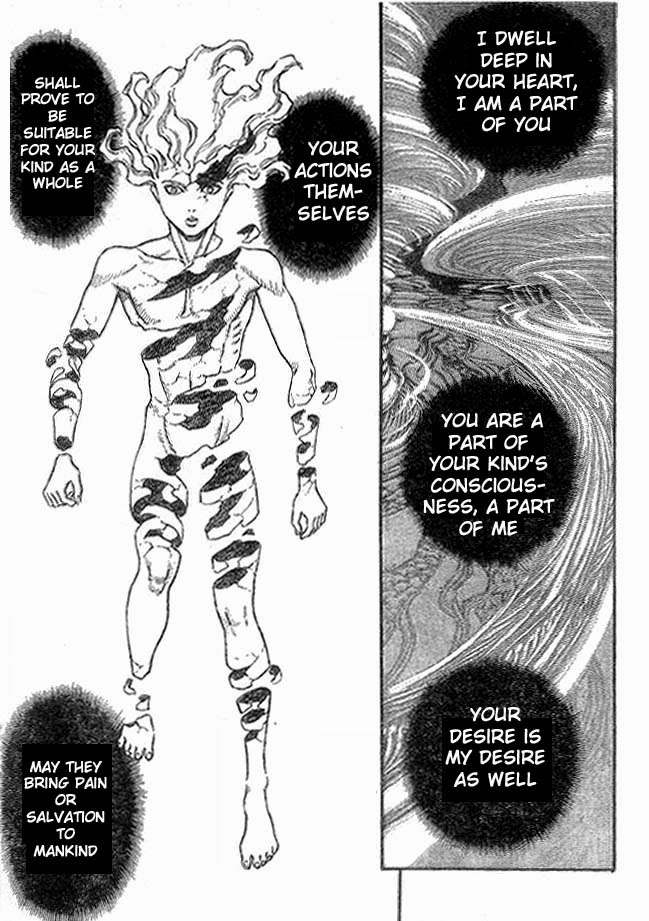 I DWELL
DEEP IN
YOUR HEART,
I AM A PART
OF YOU
YOU ARE A
PART OF
YOUR KIND'S
CONSCIOUS-
NESS, A PART
OF ME
YOUR
DESIRE IS
MY DESIRE
AS WELL
YOUR
ACTIONS
THEM-
SELVES
SHALL
PROVE TO
BE
SUITABLE
FOR YOUR
KIND AS A
WHOLE
MAY THEY
BRING PAIN
OR
SALVATION
TO
MANKIND